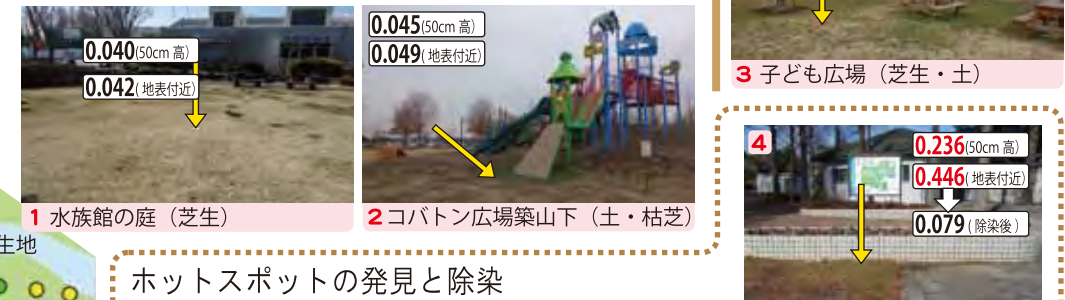 0.040(50cm 高)
0.042(地表付近)
1 水族館の庭（芝生）
0.045(50cm 高)
0.049(地表付近)
2 コバトン広場築山下（土・枯芝）
3 子ども広場（芝生・土）
4
0.236(50cm 高)
0.446(地表付近)
0.079(除染後)
生地
ホットスポットの発見と除染